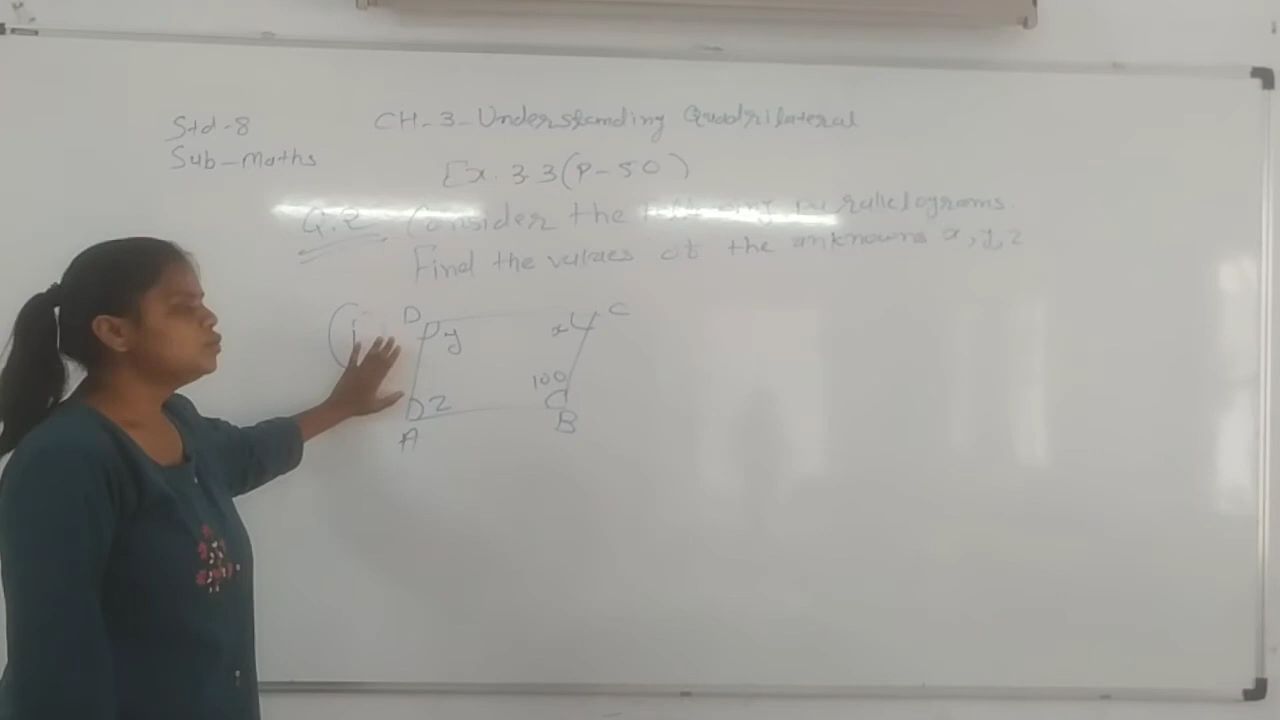 Std-8
CH-3-Understanding Quadrilateral
Sub-Maths
Ex. 3.3(P-50)
Q.2 Consider the following parallelograms.
Find the values of the unknowns x, y, z
(i
D
C
y
x
100
z
A
B